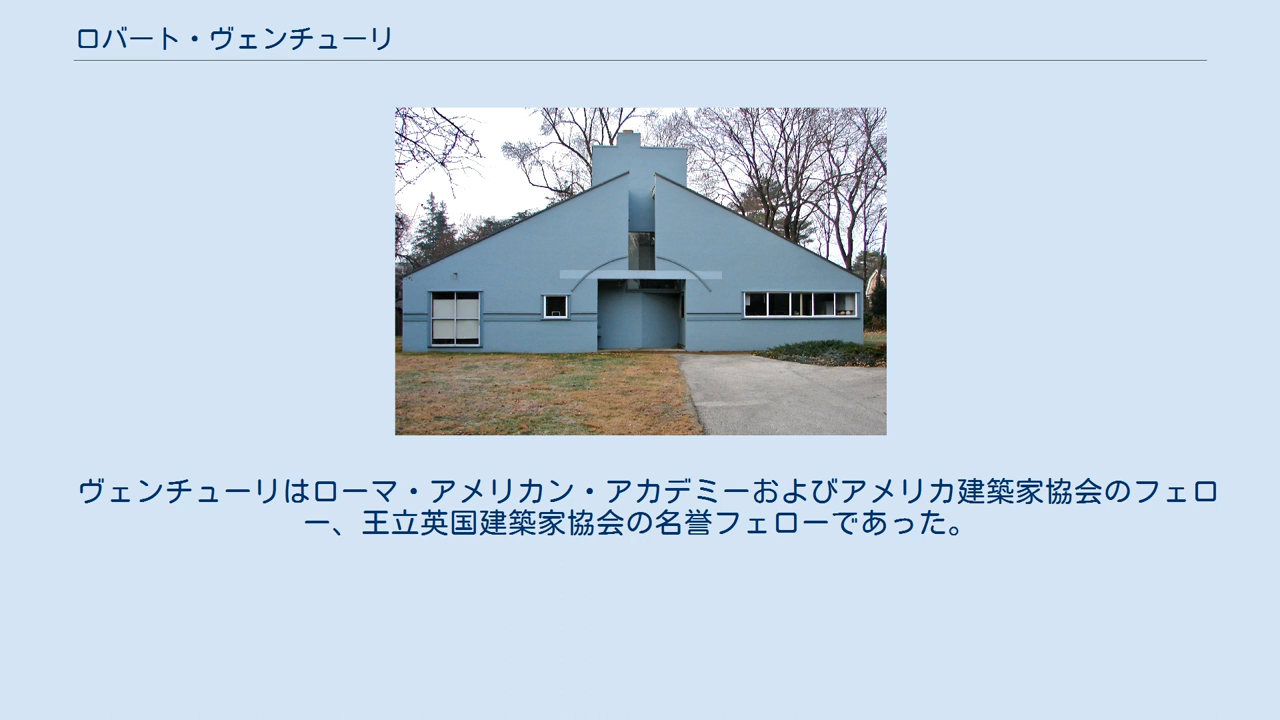 ロバート・ヴェンチューリ
ヴェンチューリはローマ・アメリカン・アカデミーおよびアメリカ建築家協会のフェロ
ー、王立英国建築家協会の名誉フェローであった。